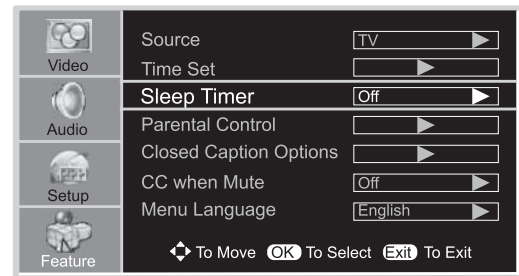 Video
Audio
Setup
Feature
Source TV
Time Set
Sleep Timer Off
Parental Control
Closed Caption Options
CC when Mute Off
Menu Language English
To Move OK To Select Exit To Exit